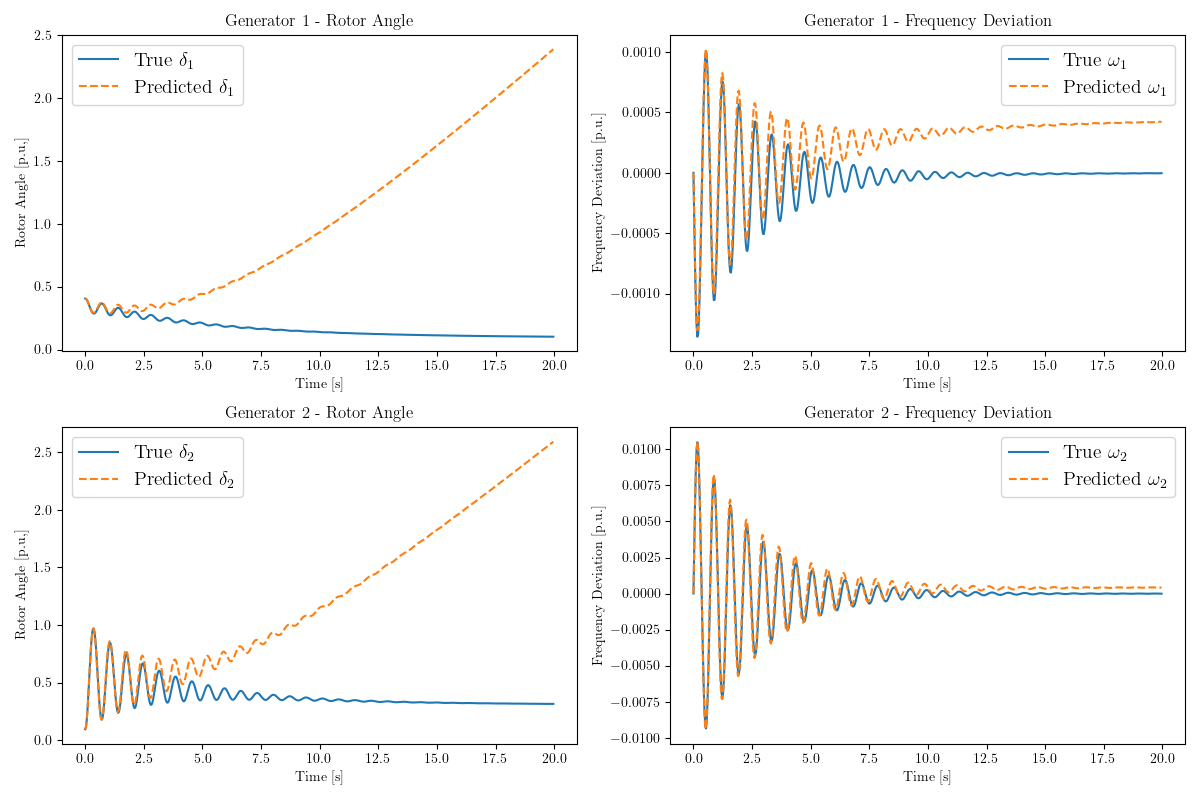 Generator 1 - Rotor Angle
2.5
2.0
1.5
1.0
0.5
0.0
Rotor Angle [p.u.]
True δ₁
Predicted δ₁
0.0 2.5 5.0 7.5 10.0 12.5 15.0 17.5 20.0
Time [s]
Generator 1 - Frequency Deviation
0.0010
0.0005
0.0000
−0.0005
−0.0010
Frequency Deviation [p.u.]
True ω₁
Predicted ω₁
0.0 2.5 5.0 7.5 10.0 12.5 15.0 17.5 20.0
Time [s]
Generator 2 - Rotor Angle
2.5
2.0
1.5
1.0
0.5
0.0
Rotor Angle [p.u.]
True δ₂
Predicted δ₂
0.0 2.5 5.0 7.5 10.0 12.5 15.0 17.5 20.0
Time [s]
Generator 2 - Frequency Deviation
0.0100
0.0075
0.0050
0.0025
0.0000
−0.0025
−0.0050
−0.0075
−0.0100
Frequency Deviation [p.u.]
True ω₂
Predicted ω₂
0.0 2.5 5.0 7.5 10.0 12.5 15.0 17.5 20.0
Time [s]